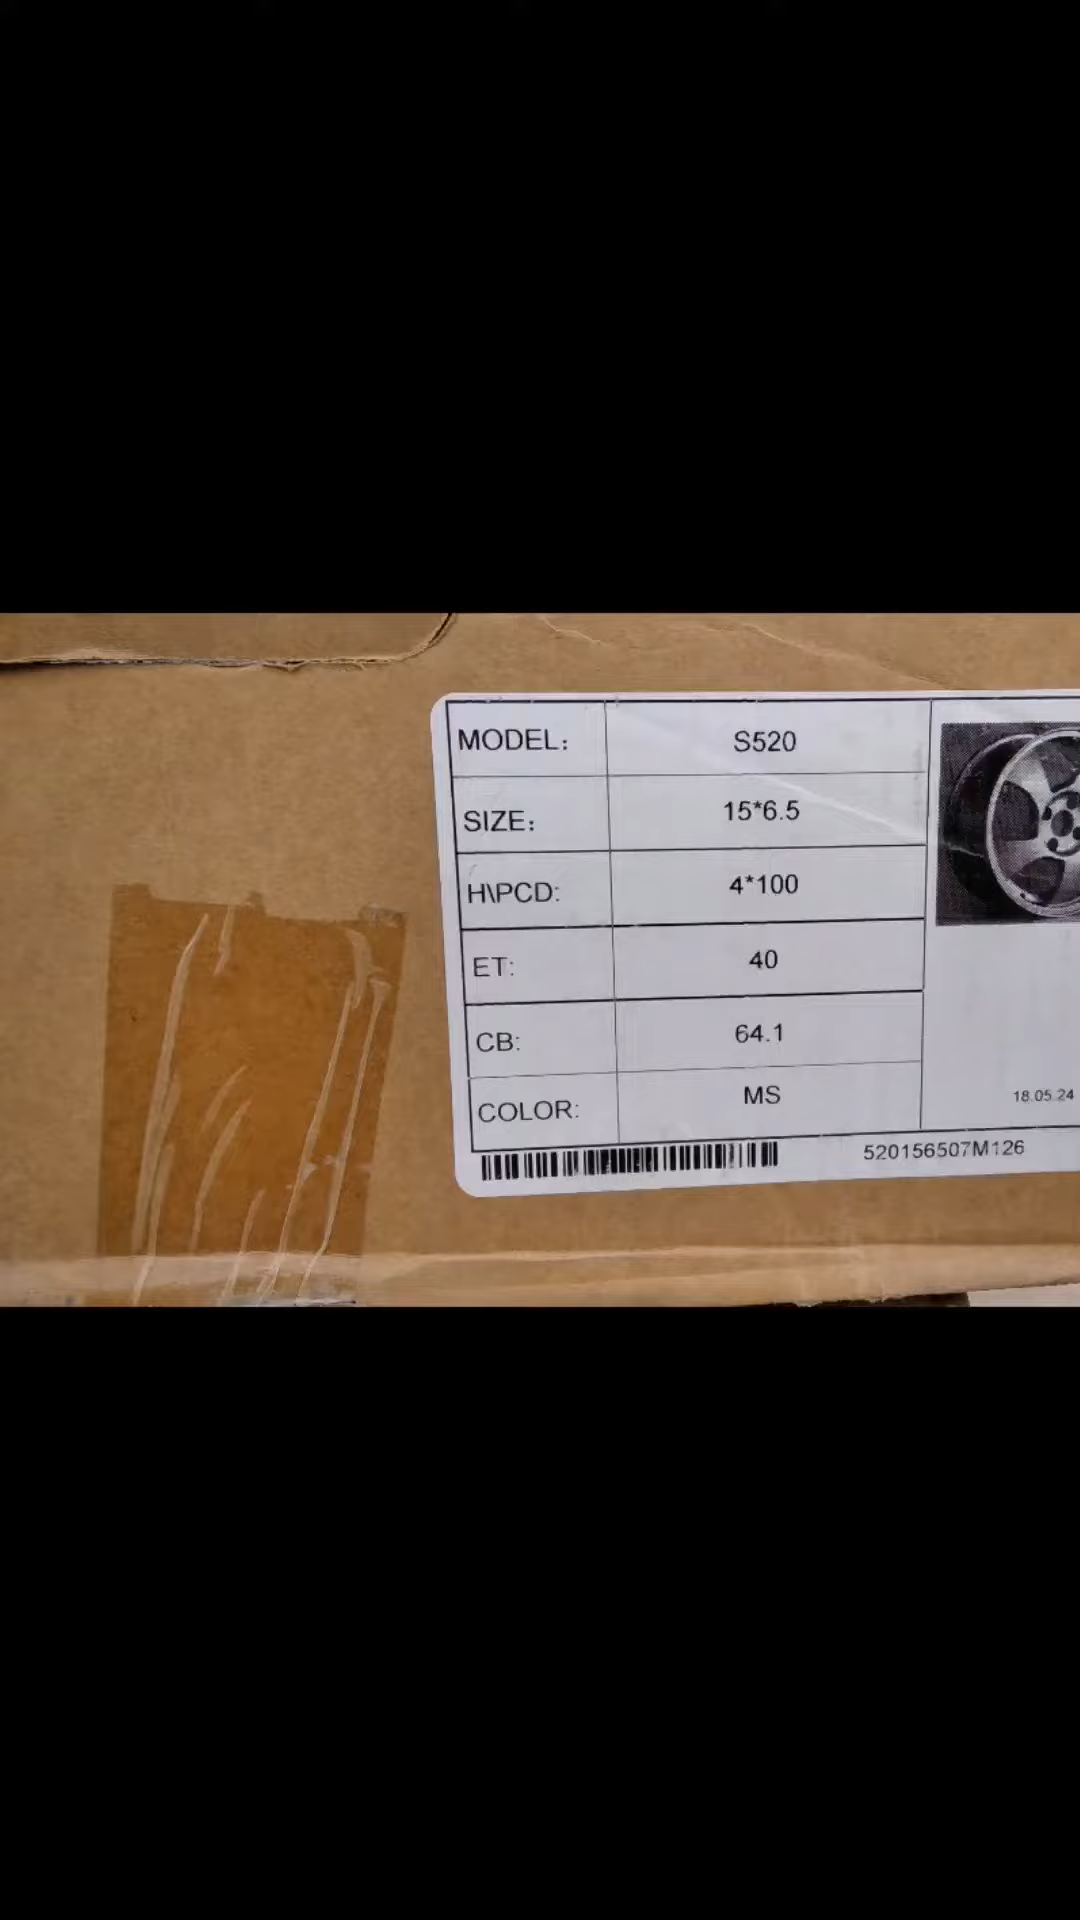 MODEL: S520
SIZE: 15*6.5
H\PCD: 4*100
ET: 40
CB: 64.1
COLOR: MS
18.05.24
520156507M126